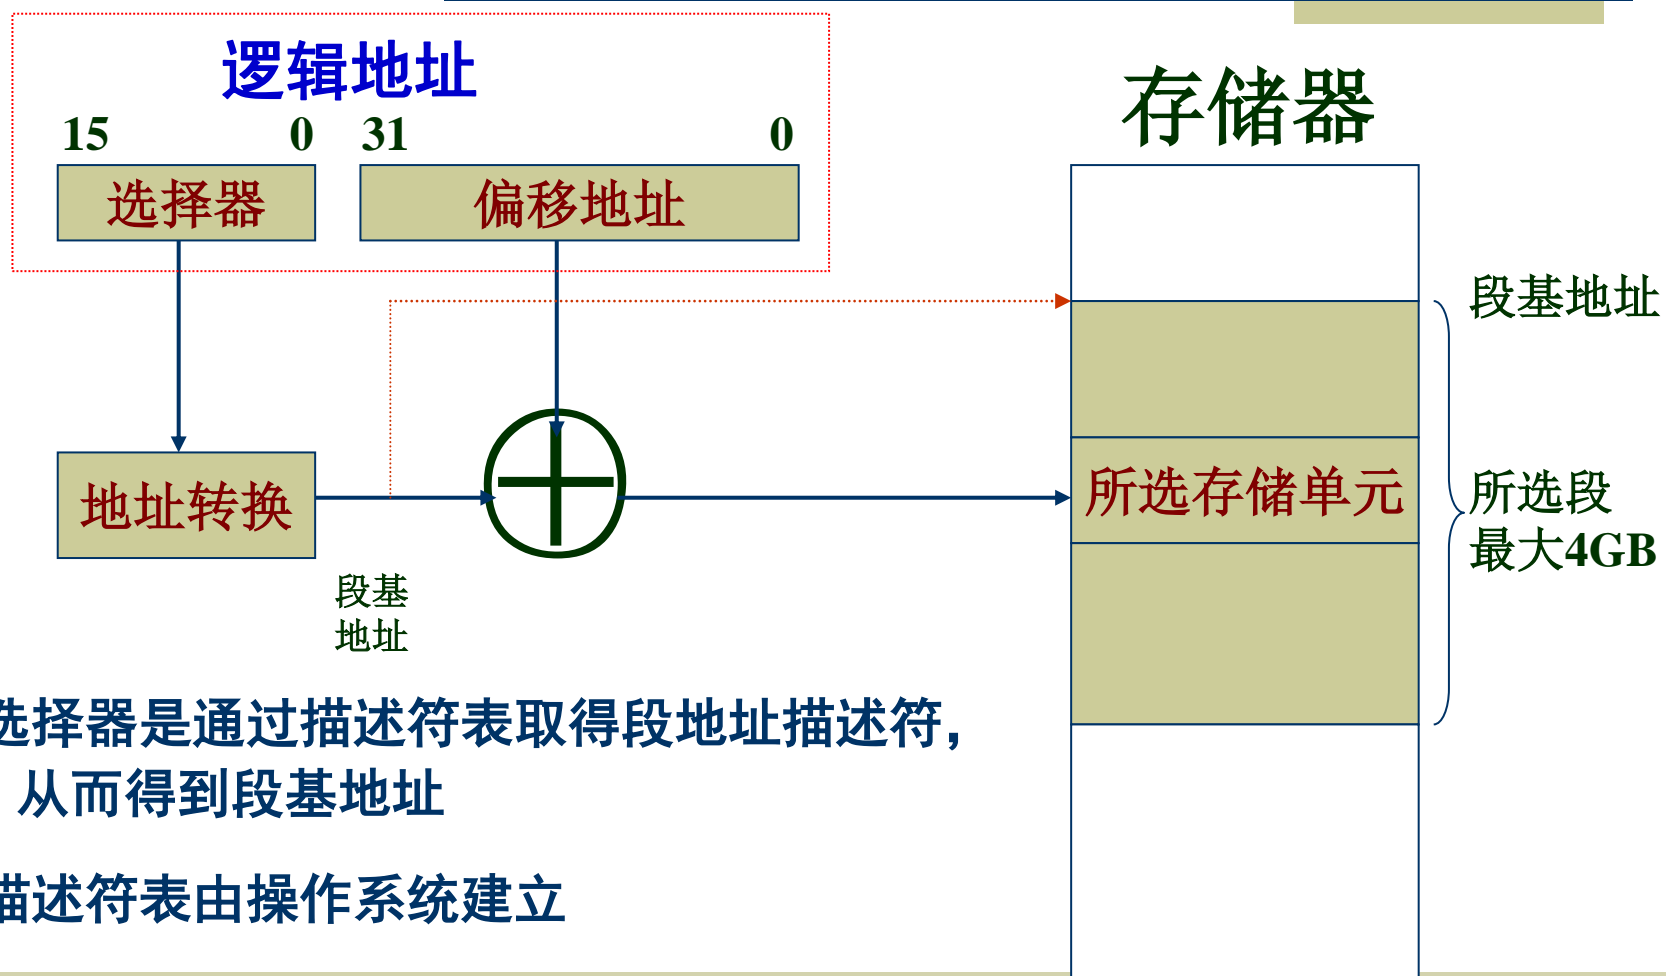 逻辑地址
存储器
15 0 31 0
选择器
偏移地址
段基地址
地址转换
所选存储单元
所选段
最大4GB
段基
地址
选择器是通过描述符表取得段地址描述符，
从而得到段基地址
描述符表由操作系统建立